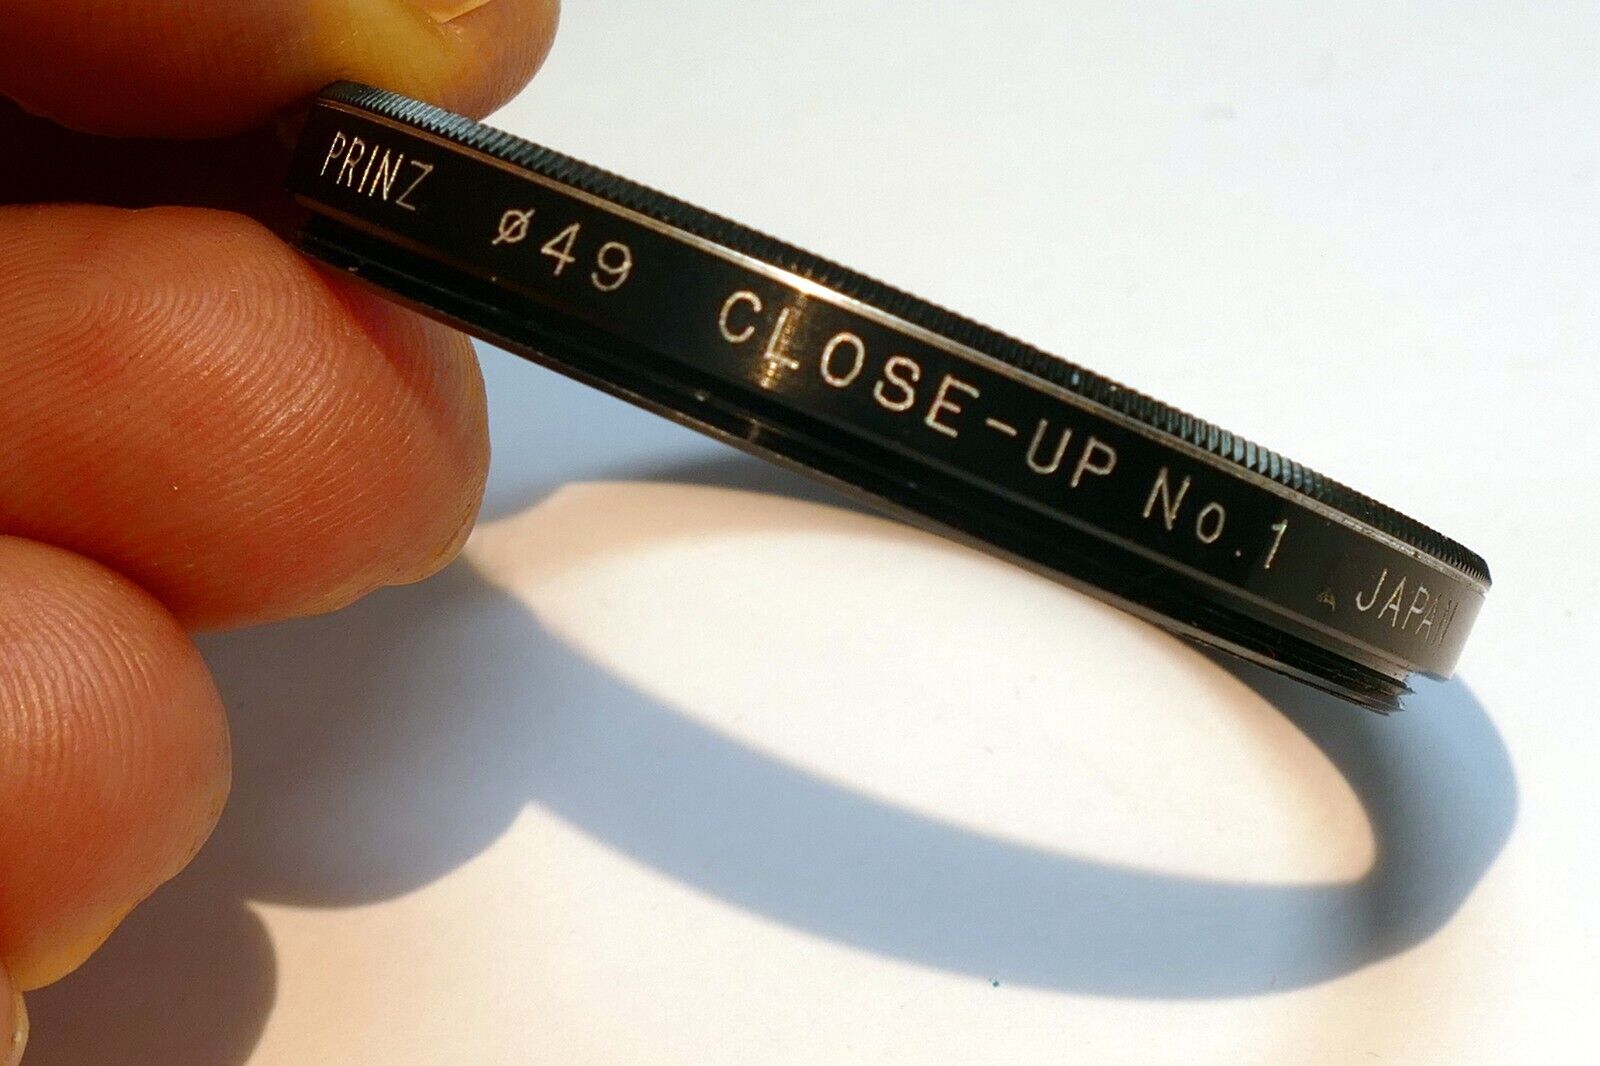 PRINZ ø49 CLOSE-UP No.1 JAPAN